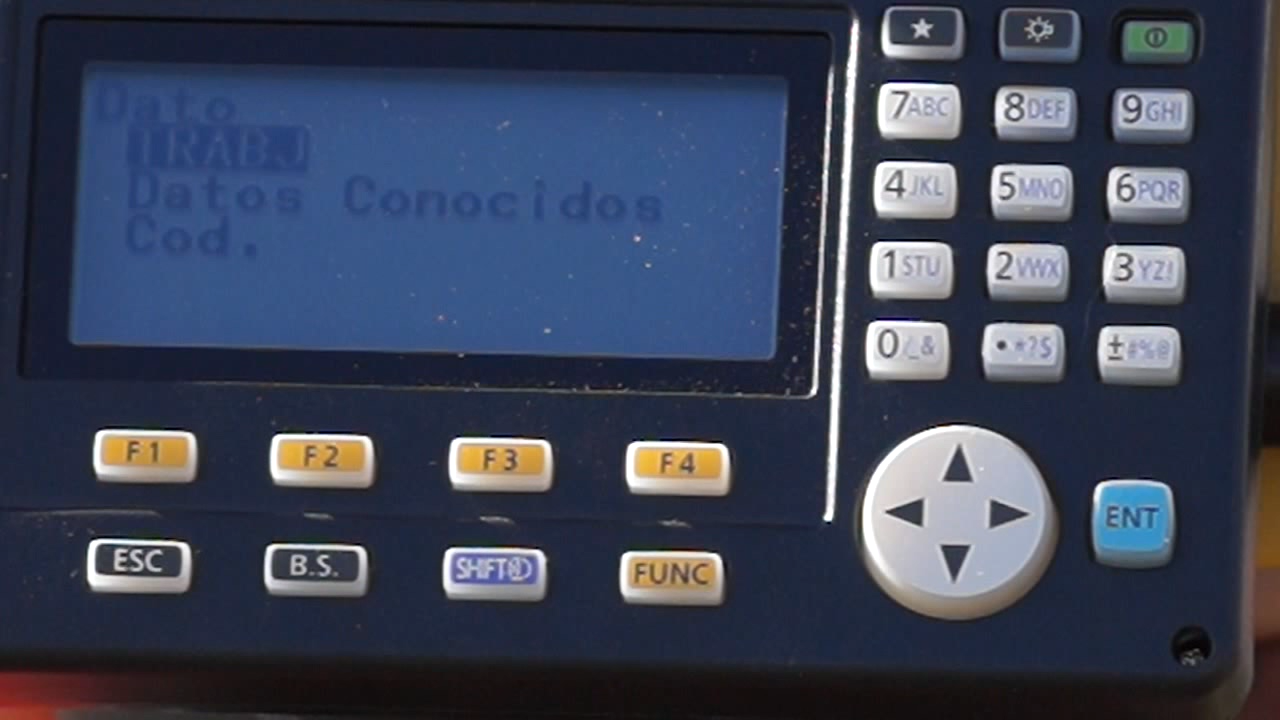 Dato
TRABJ
Datos Conocidos
Cod.
7ABC 8DEF 9GHI
4JKL 5MNO 6PQR
1STU 2VWX 3YZ!
0/_& •*?$ ±#%@
F1 F2 F3 F4
ESC B.S. SHIFT FUNC
ENT